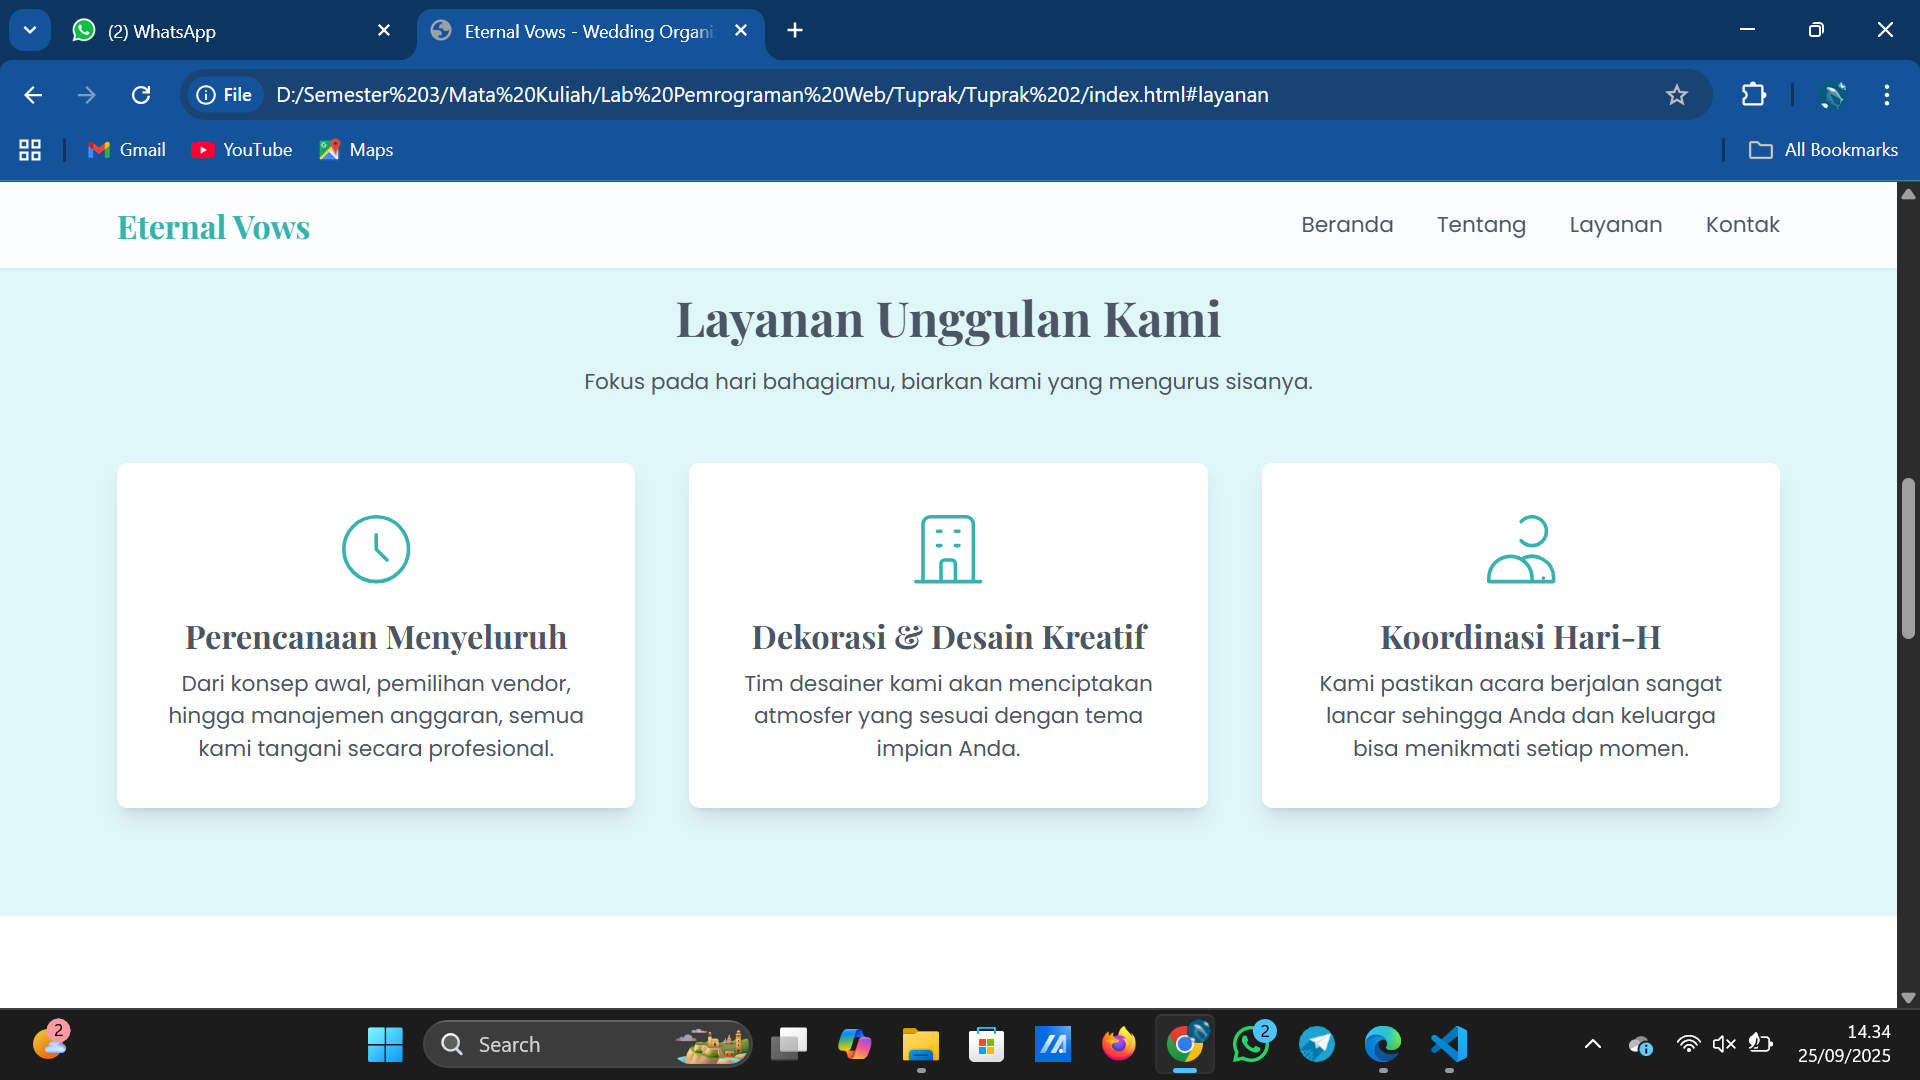 (2) WhatsApp
Eternal Vows - Wedding Organi
File
D:/Semester%203/Mata%20Kuliah/Lab%20Pemrograman%20Web/Tuprak/Tuprak%202/index.html#layanan
Gmail
YouTube
Maps
All Bookmarks
Eternal Vows
Beranda
Tentang
Layanan
Kontak
Layanan Unggulan Kami
Fokus pada hari bahagiamu, biarkan kami yang mengurus sisanya.
Perencanaan Menyeluruh
Dari konsep awal, pemilihan vendor,
hingga manajemen anggaran, semua
kami tangani secara profesional.
Dekorasi & Desain Kreatif
Tim desainer kami akan menciptakan
atmosfer yang sesuai dengan tema
impian Anda.
Koordinasi Hari-H
Kami pastikan acara berjalan sangat
lancar sehingga Anda dan keluarga
bisa menikmati setiap momen.
2
Search
2
14.34
25/09/2025